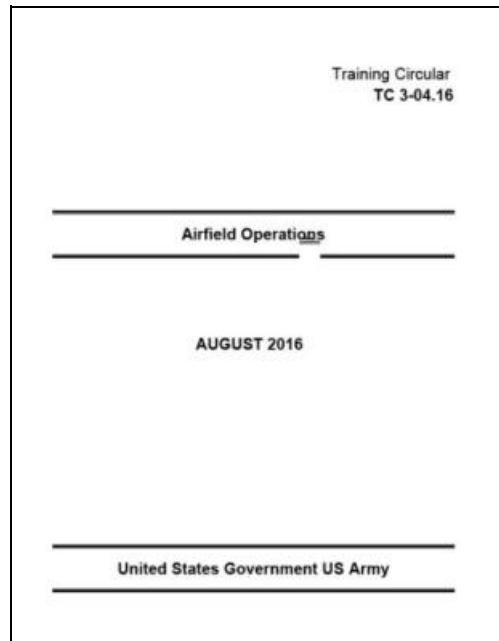 Training Circular
TC 3-04.16
Airfield Operations
AUGUST 2016
United States Government US Army